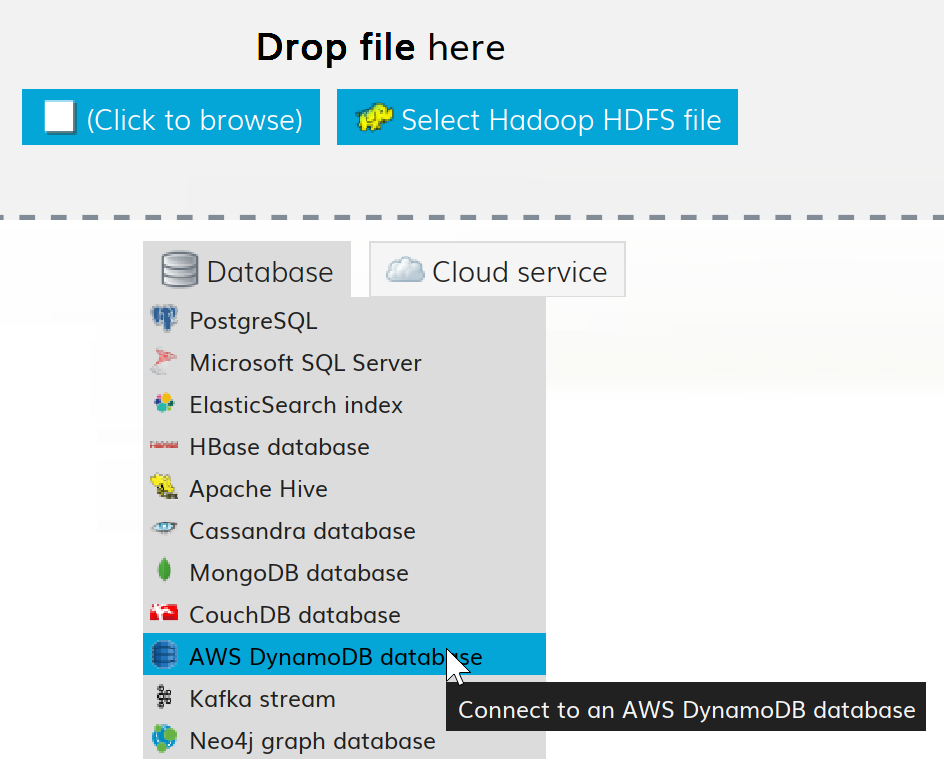 Drop file here
(Click to browse)
Select Hadoop HDFS file
Database
Cloud service
PostgreSQL
Microsoft SQL Server
ElasticSearch index
HBase database
Apache Hive
Cassandra database
MongoDB database
CouchDB database
AWS DynamoDB database
Kafka stream
Connect to an AWS DynamoDB database
Neo4j graph database